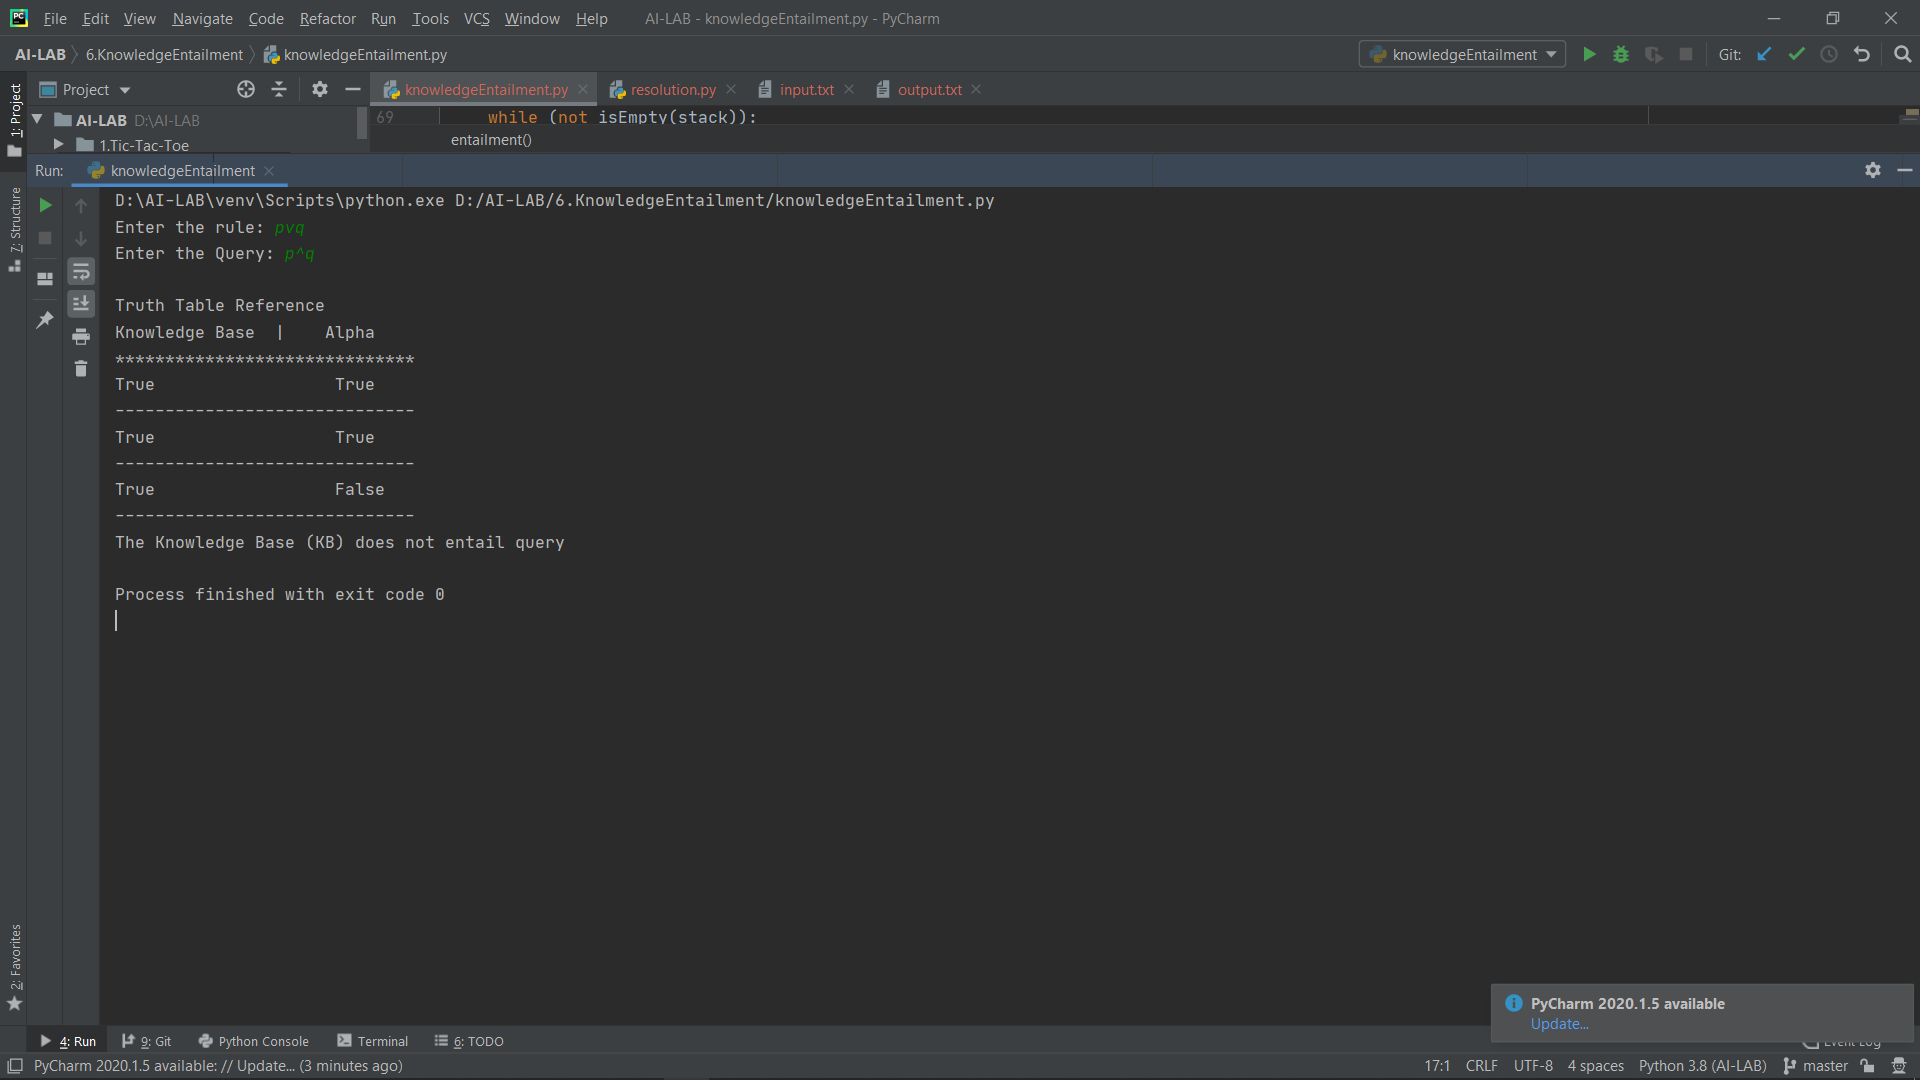 File Edit View Navigate Code Refactor Run Tools VCS Window Help AI-LAB - knowledgeEntailment.py - PyCharm
AI-LAB 6.KnowledgeEntailment knowledgeEntailment.py knowledgeEntailment Git:
1: Project
Project knowledgeEntailment.py resolution.py input.txt output.txt
AI-LAB D:\AI-LAB 69 while (not isEmpty(stack)):
1.Tic-Tac-Toe entailment()
Run: knowledgeEntailment
7: Structure
D:\AI-LAB\venv\Scripts\python.exe D:/AI-LAB/6.KnowledgeEntailment/knowledgeEntailment.py
Enter the rule: pvq
Enter the Query: p^q
Truth Table Reference
Knowledge Base | Alpha
******************************
True True
------------------------------
True True
------------------------------
True False
------------------------------
The Knowledge Base (KB) does not entail query
Process finished with exit code 0
2: Favorites
PyCharm 2020.1.5 available
Update...
4: Run 9: Git Python Console Terminal 6: TODO Event Log
PyCharm 2020.1.5 available: // Update... (3 minutes ago) 17:1 CRLF UTF-8 4 spaces Python 3.8 (AI-LAB) master